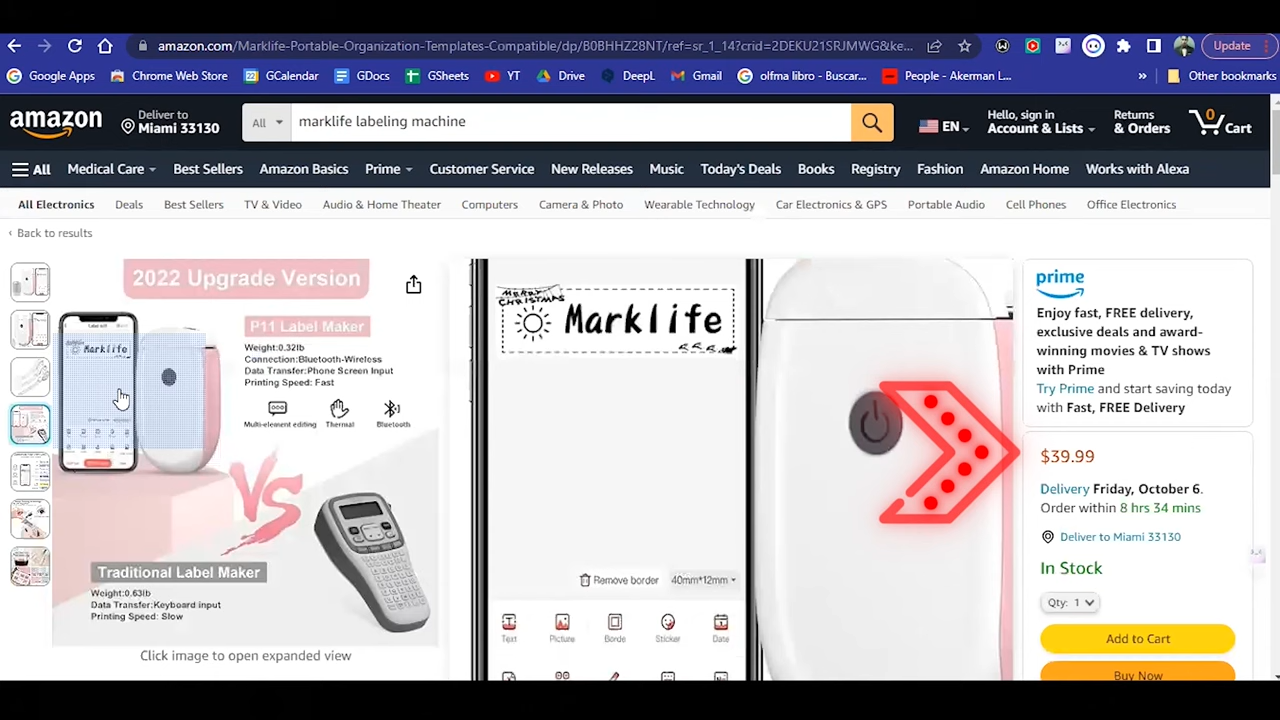 amazon.com/Marklife-Portable-Organization-Templates-Compatible/dp/B0BHHZ28NT/ref=sr_1_14?crid=2DEKU21SRJMWG&ke...
Update
Google Apps
Chrome Web Store
GCalendar
GDocs
GSheets
YT
Drive
DeepL
Gmail
olfma libro - Buscar...
People - Akerman L...
»
Other bookmarks
amazon
Deliver to
Miami 33130
All
marklife labeling machine
EN
Hello, sign in
Account & Lists
Returns
& Orders
0
Cart
All
Medical Care
Best Sellers
Amazon Basics
Prime
Customer Service
New Releases
Music
Today's Deals
Books
Registry
Fashion
Amazon Home
Works with Alexa
All Electronics
Deals
Best Sellers
TV & Video
Audio & Home Theater
Computers
Camera & Photo
Wearable Technology
Car Electronics & GPS
Portable Audio
Cell Phones
Office Electronics
‹ Back to results
2022 Upgrade Version
P11 Label Maker
Weight:0.32lb
Connection:Bluetooth-Wireless
Data Transfer:Phone Screen Input
Printing Speed: Fast
Multi-element editing
Thermal
Bluetooth
Marklife
VS
Traditional Label Maker
Weight:0.63lb
Data Transfer:Keyboard input
Printing Speed: Slow
Click image to open expanded view
MERRY
CHRISTMAS
Marklife
Remove border
40mm*12mm
Text
Picture
Borde
Sticker
Date
prime
Enjoy fast, FREE delivery,
exclusive deals and award-
winning movies & TV shows
with Prime
Try Prime and start saving today
with Fast, FREE Delivery
$39.99
Delivery Friday, October 6.
Order within 8 hrs 34 mins
Deliver to Miami 33130
In Stock
Qty: 1
Add to Cart
Buy Now